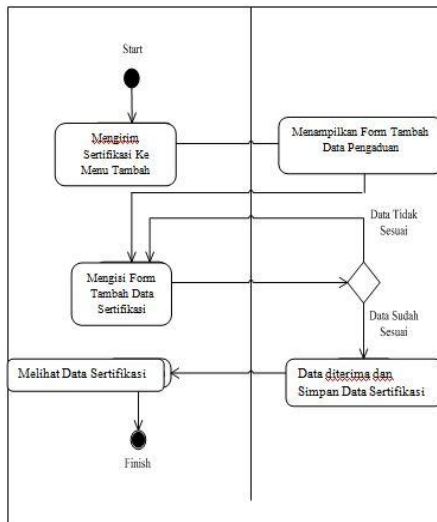 Start
Mengirim
Sertifikasi Ke
Menu Tambah
Menampilkan Form Tambah
Data Pengaduan
Data Tidak
Sesuai
Mengisi Form
Tambah Data
Sertifikasi
Data Sudah
Sesuai
Melihat Data Sertifikasi
Data diterima dan
Simpan Data Sertifikasi
Finish